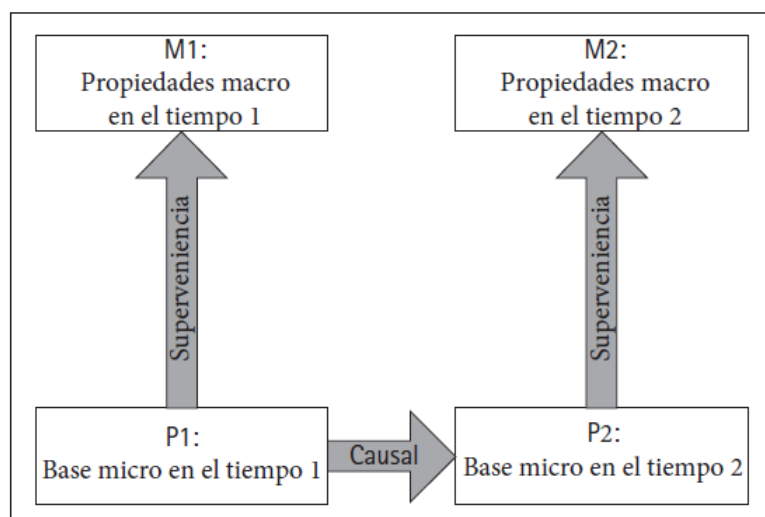 M1:
Propiedades macro
en el tiempo 1
M2:
Propiedades macro
en el tiempo 2
Superveniencia
Superveniencia
P1:
Base micro en el tiempo 1
Causal
P2:
Base micro en el tiempo 2